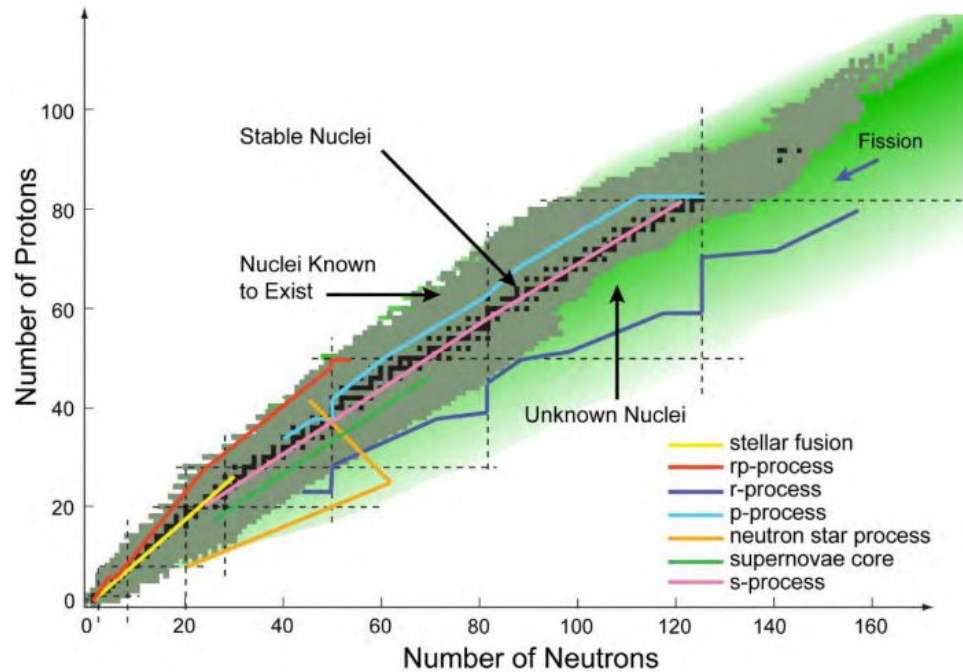 Number of Protons
100
80
60
40
20
0
Stable Nuclei
Nuclei Known
to Exist
Fission
Unknown Nuclei
stellar fusion
rp-process
r-process
p-process
neutron star process
supernovae core
s-process
0
20
40
60
80
100
120
140
160
Number of Neutrons